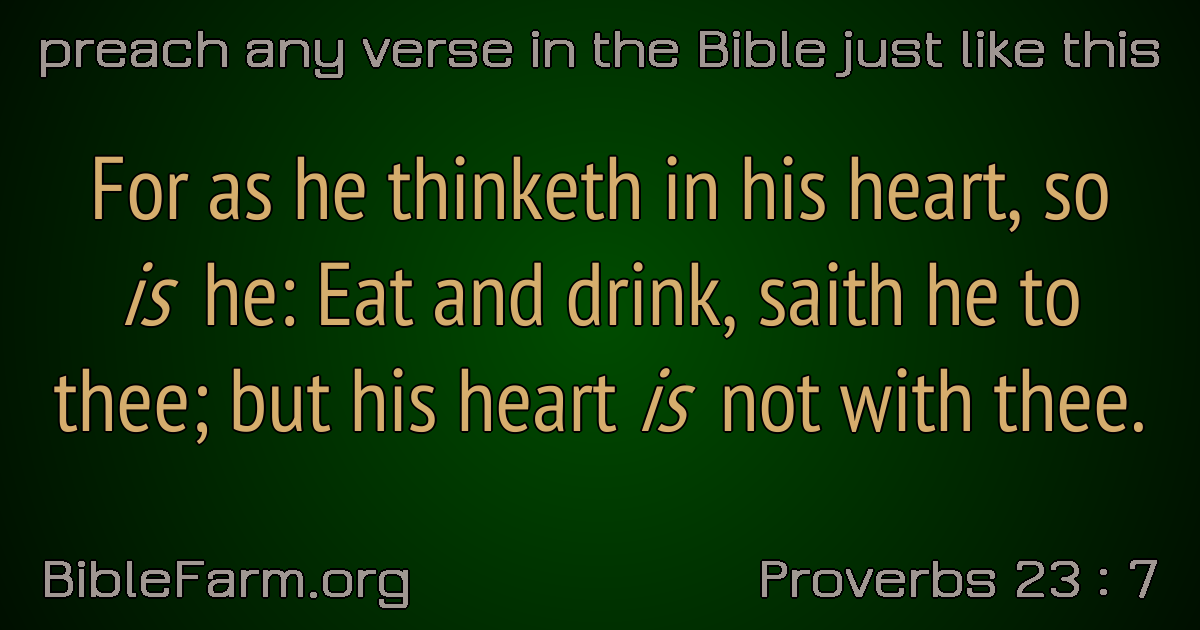 preach any verse in the Bible just like this
For as he thinketh in his heart, so
is he: Eat and drink, saith he to
thee; but his heart is not with thee.
BibleFarm.org
Proverbs 23 : 7